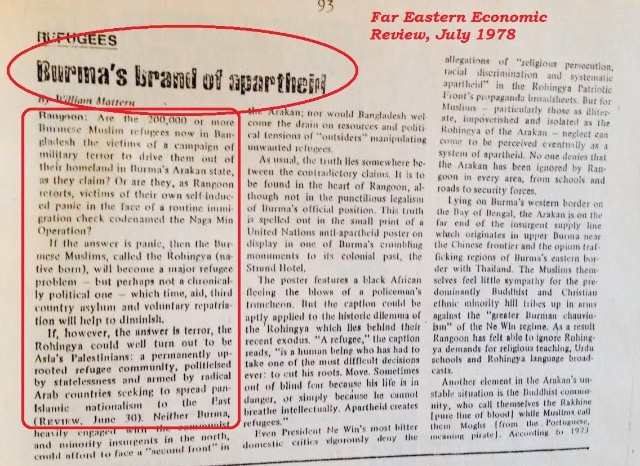 93
Far Eastern Economic
Review, July 1978
REFUGEES
Burma's brand of apartheid
By William Mattern
Rangoon: Are the 200,000 or more
Burmese Muslim refugees now in Ban-
gladesh the victims of a campaign of
military terror to drive them out of
their homeland in Burma's Arakan state,
as they claim? Or are they, as Rangoon
retorts, victims of their own self-induc-
ed panic in the face of a routine immi-
gration check codenamed the Naga Min
Operation?
If the answer is panic, then the Bur-
mese Muslims, called the Rohingya (na-
tive born), will become a major refugee
problem — but perhaps not a chronical-
ly political one — which time, aid, third
country asylum and voluntary repatria-
tion will help to diminish.
If, however, the answer is terror, the
Rohingya could well turn out to be
Asia's Palestinians: a permanently up-
rooted refugee community, politicised
by statelessness and armed by radical
Arab countries seeking to spread pan-
Islamic nationalism to the East
(REVIEW, June 30). Neither Burma,
heavily engaged with the communist
and minority insurgents in the north,
could afford to face a "second front" in
the Arakan; nor would Bangladesh wel
come the drain on resources and politi-
cal tensions of "outsiders" manipulating
unwanted refugees.
As usual, the truth lies somewhere be-
tween the contradictory claims. It is to
be found in the heart of Rangoon, al-
though not in the punctilious legalism
of Burma's official position. This truth
is spelled out in the small print of a
United Nations anti-apartheid poster on
display in one of Burma's crumbling
monuments to its colonial past, the
Strand Hotel.
The poster features a black African
fleeing the blows of a policeman's
truncheon. But the caption could be
aptly applied to the historic dilemma of
the Rohingya which lies behind their
recent exodus. "A refugee," the caption
reads, "is a human being who has had to
take one of the most difficult decisions
ever: to cut his roots. Move. Sometimes
out of blind fear because his life is in
danger, or simply because he cannot
breathe intellectually. Apartheid creates
refugees."
Even President Ne Win's most bitter
domestic critics vigorously deny the
allegations of "religious persecution,
racial discrimination and systematic
apartheid" in the Rohingya Patriotic
Front's propaganda broadsheets. But for
Muslims — particularly those as illiter-
ate, impoverished and isolated as the
Rohingya of the Arakan — neglect can
come to be perceived eventually as a
system of apartheid. No one denies that
the Arakan has been ignored by Ran-
goon in every area, from schools and
roads to security forces.
Lying on Burma's western border on
the Bay of Bengal, the Arakan is on the
far end of the insurgent supply line
which originates in upper Burma near
the Chinese frontier and the opium traf-
ficking regions of Burma's eastern bor-
der with Thailand. The Muslims them-
selves feel little sympathy for the pre-
dominantly Buddhist and Christian
ethnic minority hill tribes up in arms
against the "greater Burman chauvin-
ism" of the Ne Win regime. As a result
Rangoon has felt able to ignore Rohing-
ya demands for religious teaching, Urdu
schools and Rohingya language broad-
casts.
Another element in the Arakan's un-
stable situation is the Buddhist commu-
nity, who call themselves the Rakhine
[pure line of blood] while Muslims call
them Moghs [from the Portuguese,
meaning pirate]. According to 1973